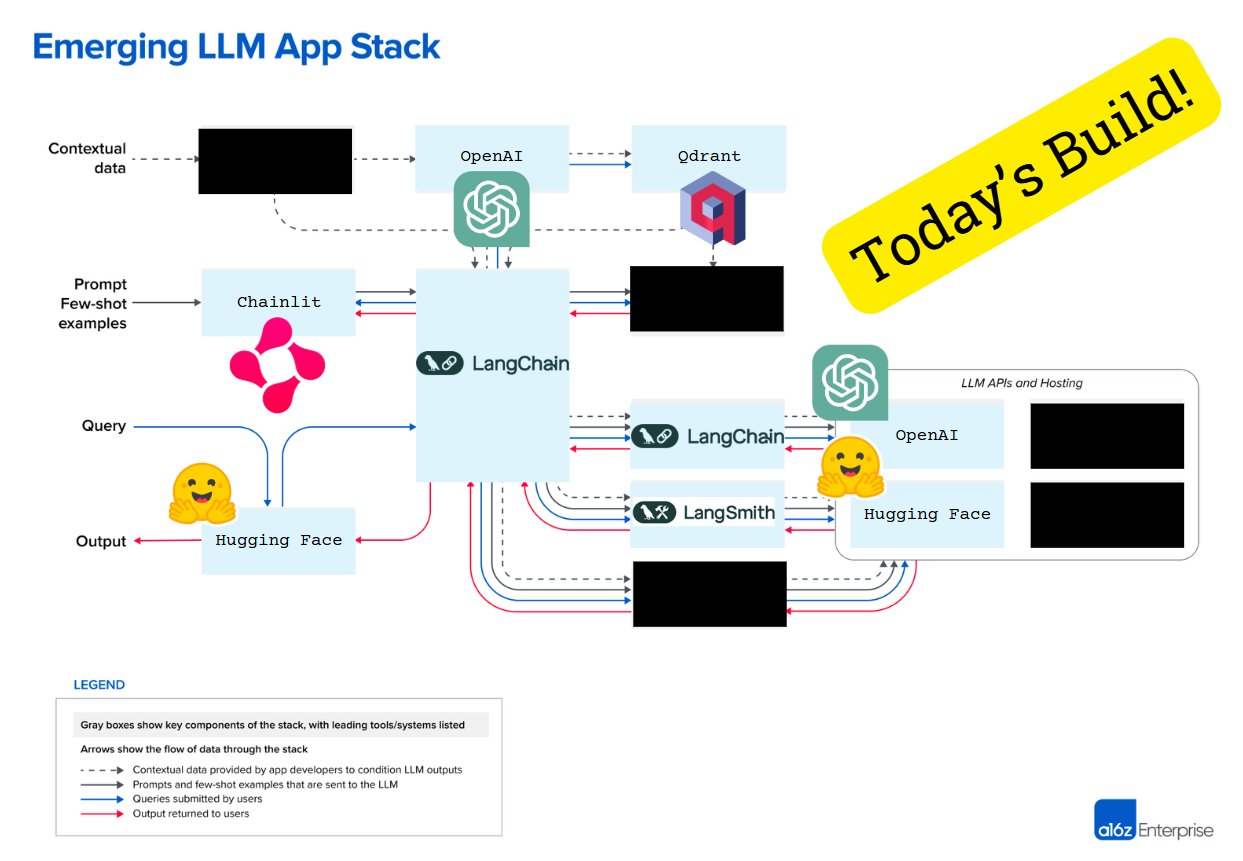 Emerging LLM App Stack
Today's Build!
Contextual
data
OpenAI
Qdrant
Prompt
Few-shot
examples
Chainlit
LangChain
LLM APIs and Hosting
Query
LangChain
OpenAI
LangSmith
Hugging Face
Output
Hugging Face
LEGEND
Gray boxes show key components of the stack, with leading tools/systems listed
Arrows show the flow of data through the stack
Contextual data provided by app developers to condition LLM outputs
Prompts and few-shot examples that are sent to the LLM
Queries submitted by users
Output returned to users
a16z Enterprise